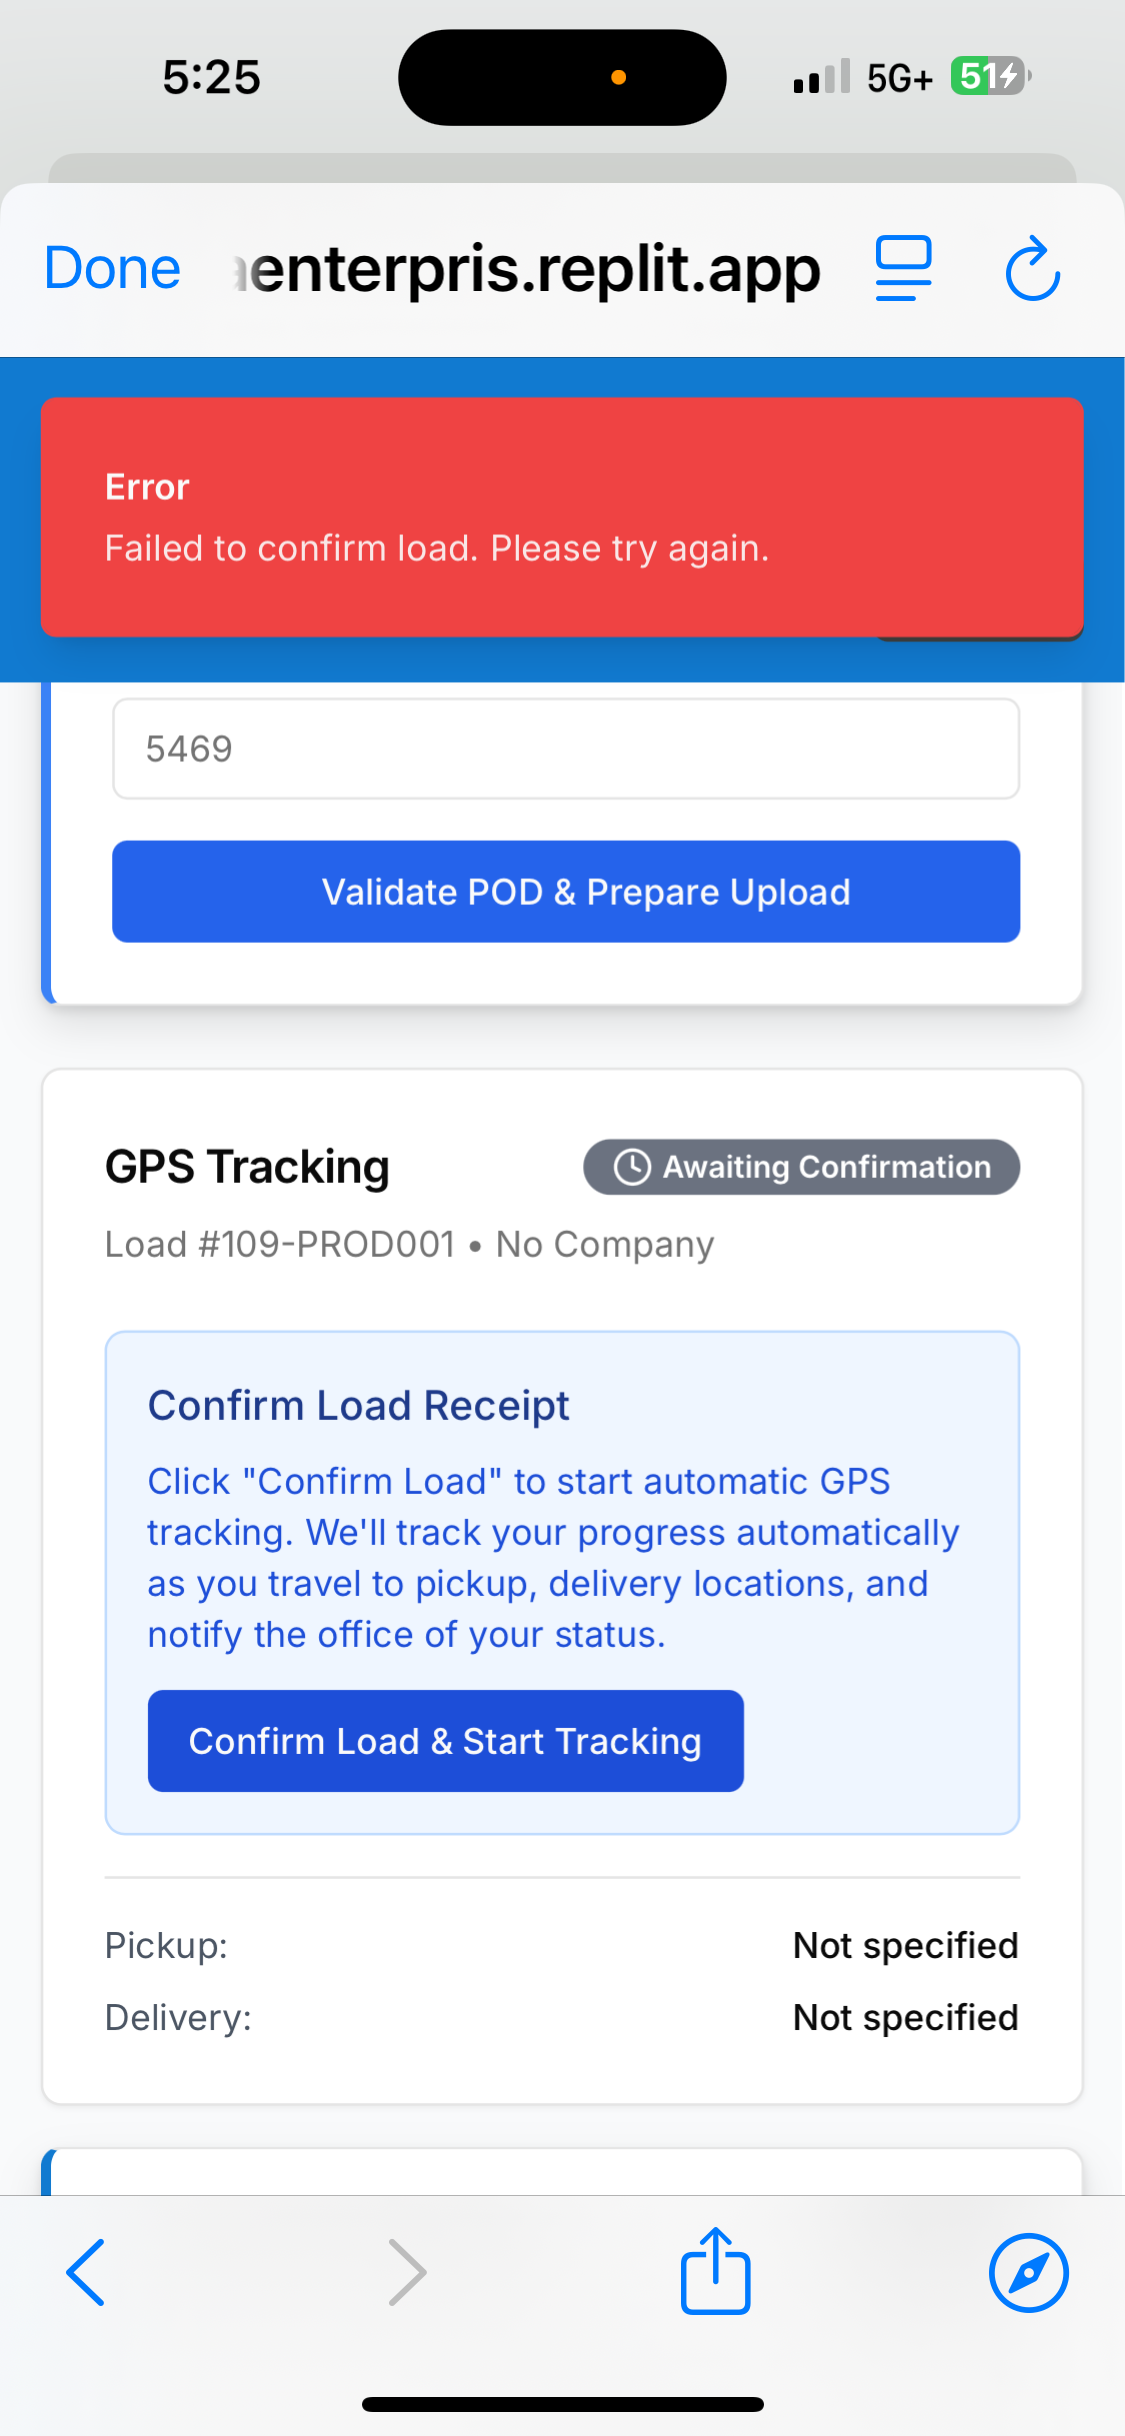 5:25
5G+
51
Done
enterpris.replit.app
Error
Failed to confirm load. Please try again.
5469
Validate POD & Prepare Upload
GPS Tracking
Awaiting Confirmation
Load #109-PROD001 • No Company
Confirm Load Receipt
Click "Confirm Load" to start automatic GPS
tracking. We'll track your progress automatically
as you travel to pickup, delivery locations, and
notify the office of your status.
Confirm Load & Start Tracking
Pickup:
Not specified
Delivery:
Not specified